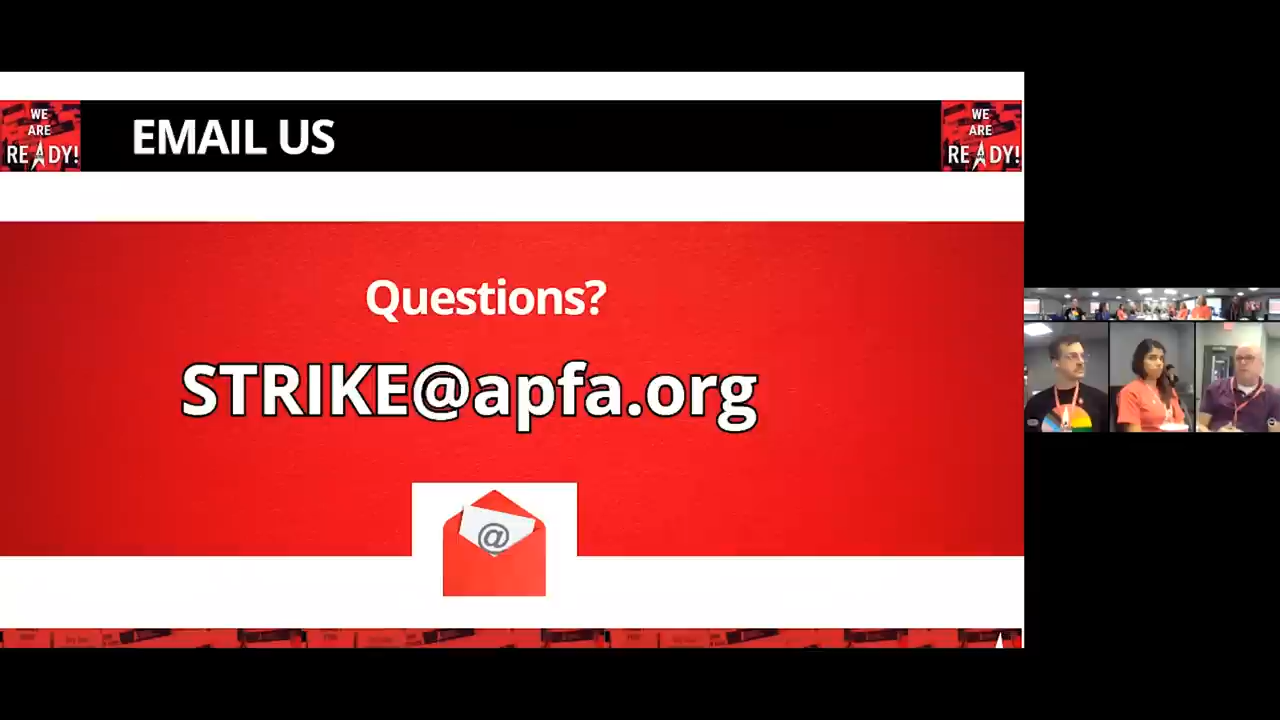 WE
ARE
READY!
EMAIL US
WE
ARE
READY!
Questions?
STRIKE@apfa.org
@